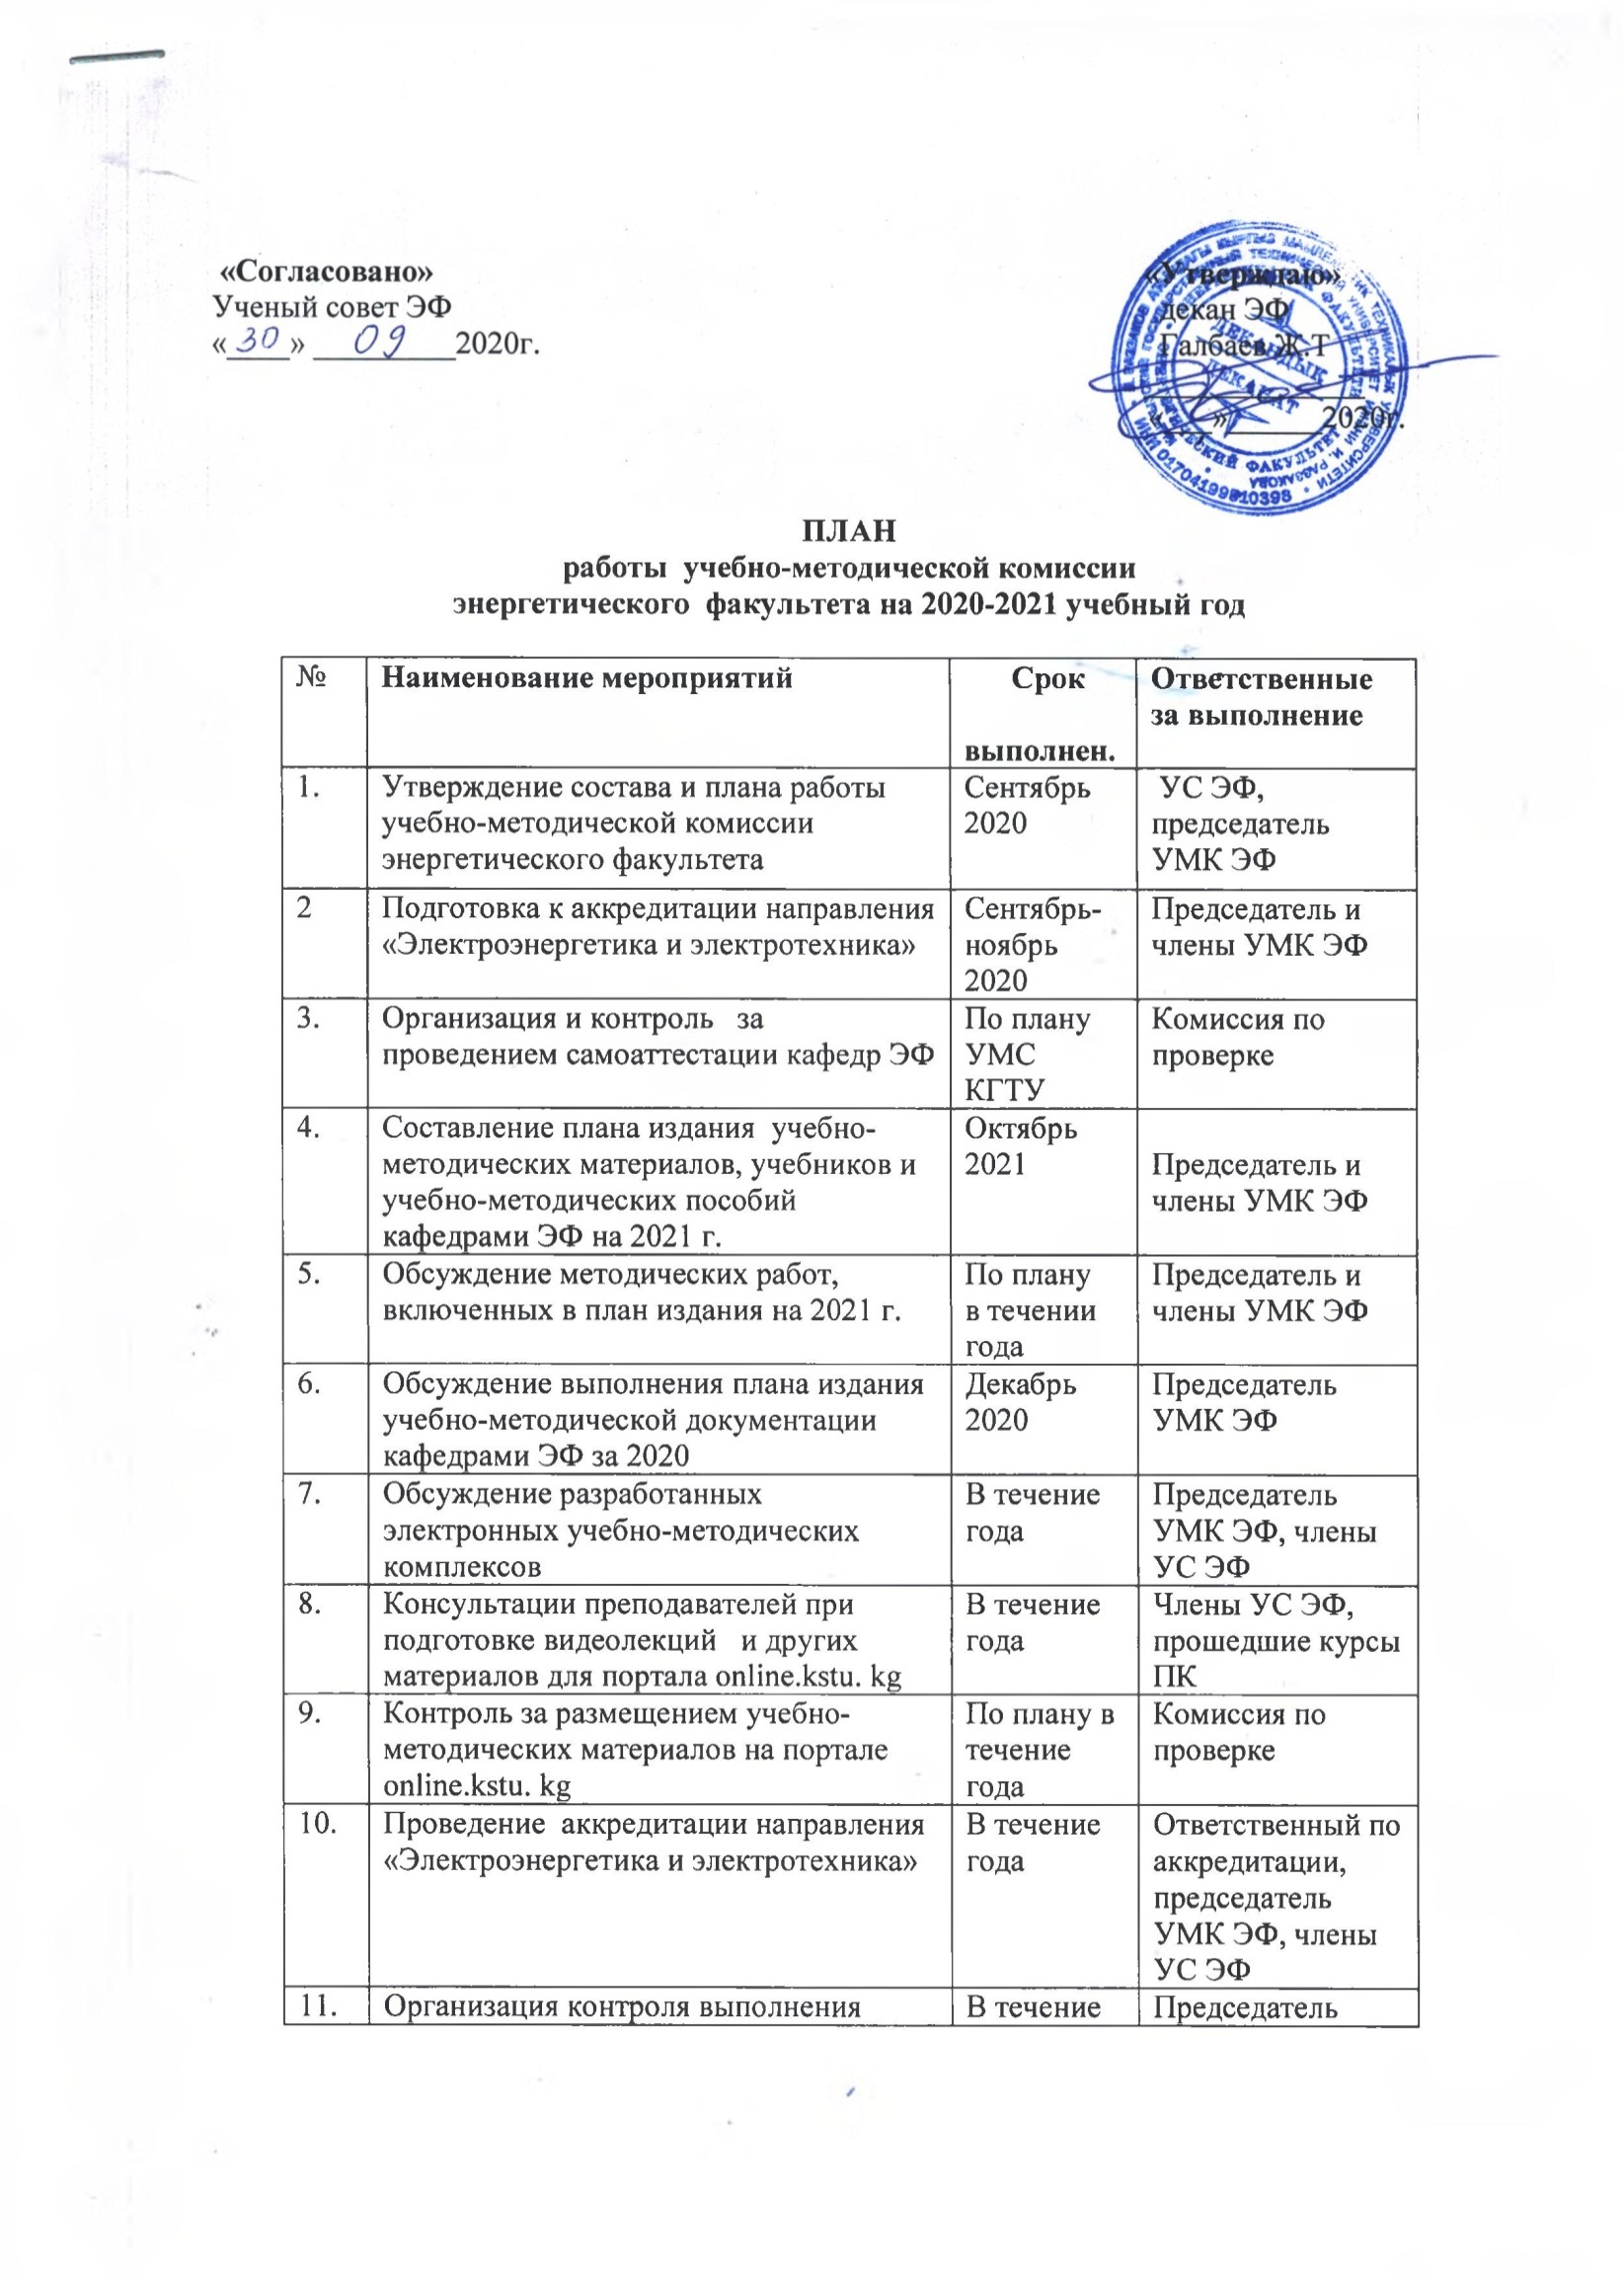 «Согласовано»
Ученый совет ЭФ
«30» 09 2020г.
«Утверждаю»
декан ЭФ
Галбаев Ж.Т
«___»______2020г.
ДЕКАНДЫК
ДЕКАНАТ
ИНН 01704199810398
ПЛАН
работы учебно-методической комиссии
энергетического факультета на 2020-2021 учебный год
№ Наименование мероприятий Срок выполнен. Ответственные за выполнение
1. Утверждение состава и плана работы Сентябрь УС ЭФ,
учебно-методической комиссии 2020 председатель
энергетического факультета УМК ЭФ
2 Подготовка к аккредитации направления Сентябрь- Председатель и
«Электроэнергетика и электротехника» ноябрь члены УМК ЭФ
2020
3. Организация и контроль за По плану Комиссия по
проведением самоаттестации кафедр ЭФ УМС проверке
КГТУ
4. Составление плана издания учебно- Октябрь
методических материалов, учебников и 2021 Председатель и
учебно-методических пособий члены УМК ЭФ
кафедрами ЭФ на 2021 г.
5. Обсуждение методических работ, По плану Председатель и
включенных в план издания на 2021 г. в течении члены УМК ЭФ
года
6. Обсуждение выполнения плана издания Декабрь Председатель
учебно-методической документации 2020 УМК ЭФ
кафедрами ЭФ за 2020
7. Обсуждение разработанных В течение Председатель
электронных учебно-методических года УМК ЭФ, члены
комплексов УС ЭФ
8. Консультации преподавателей при В течение Члены УС ЭФ,
подготовке видеолекций и других года прошедшие курсы
материалов для портала online.kstu. kg ПК
9. Контроль за размещением учебно- По плану в Комиссия по
методических материалов на портале течение проверке
online.kstu. kg года
10. Проведение аккредитации направления В течение Ответственный по
«Электроэнергетика и электротехника» года аккредитации,
председатель
УМК ЭФ, члены
УС ЭФ
11. Организация контроля выполнения В течение Председатель